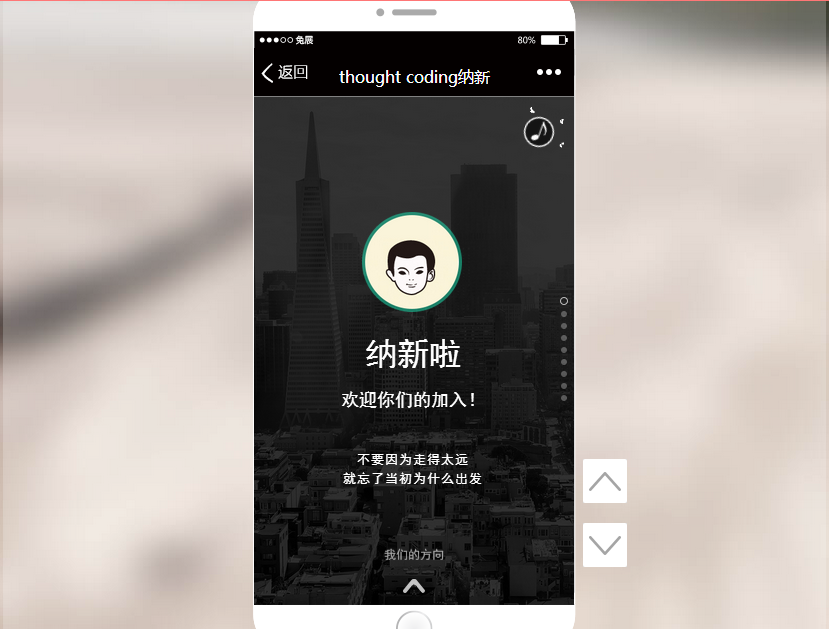 兔展
80%
返回
thought coding纳新
纳新啦
欢迎你们的加入！
不要因为走得太远
就忘了当初为什么出发
我们的方向